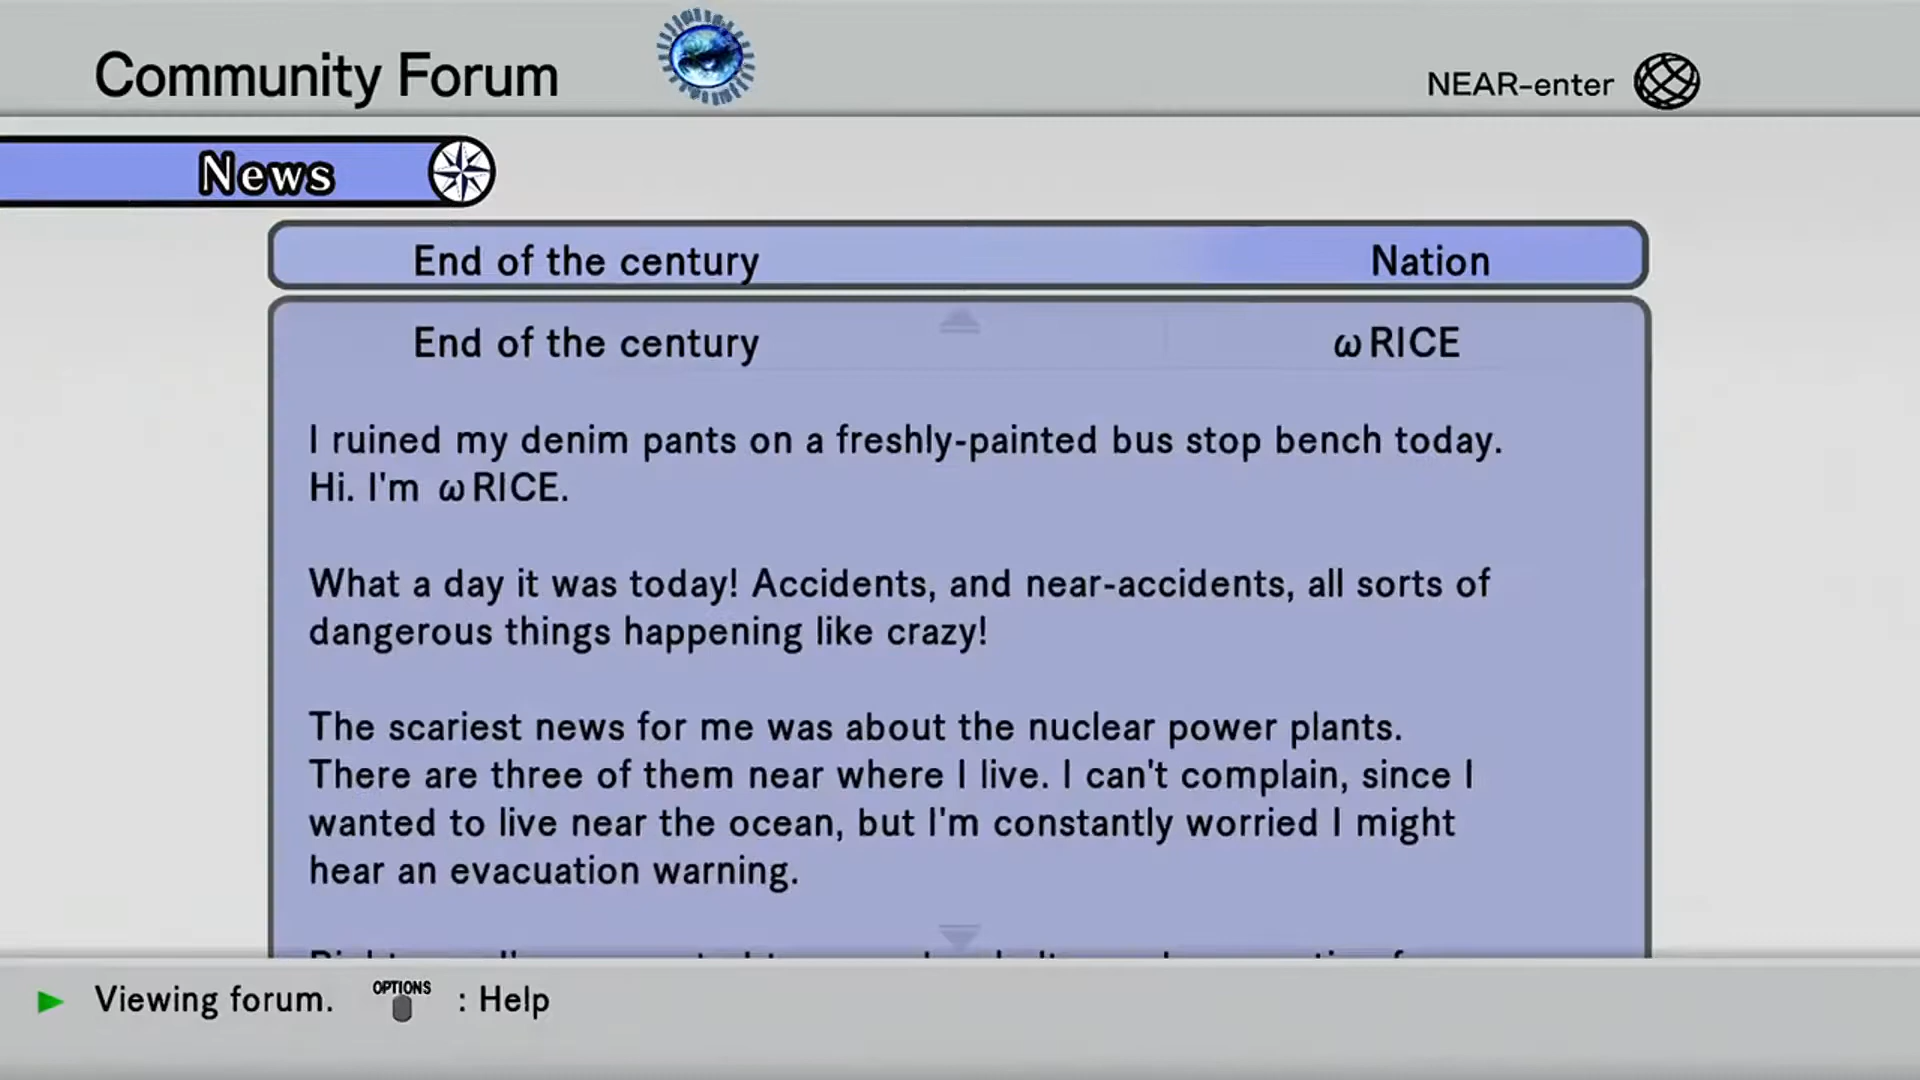 Community Forum
NEAR-enter
News
End of the century Nation
End of the century ωRICE
I ruined my denim pants on a freshly-painted bus stop bench today.
Hi. I'm ωRICE.
What a day it was today! Accidents, and near-accidents, all sorts of
dangerous things happening like crazy!
The scariest news for me was about the nuclear power plants.
There are three of them near where I live. I can't complain, since I
wanted to live near the ocean, but I'm constantly worried I might
hear an evacuation warning.
Viewing forum. OPTIONS : Help